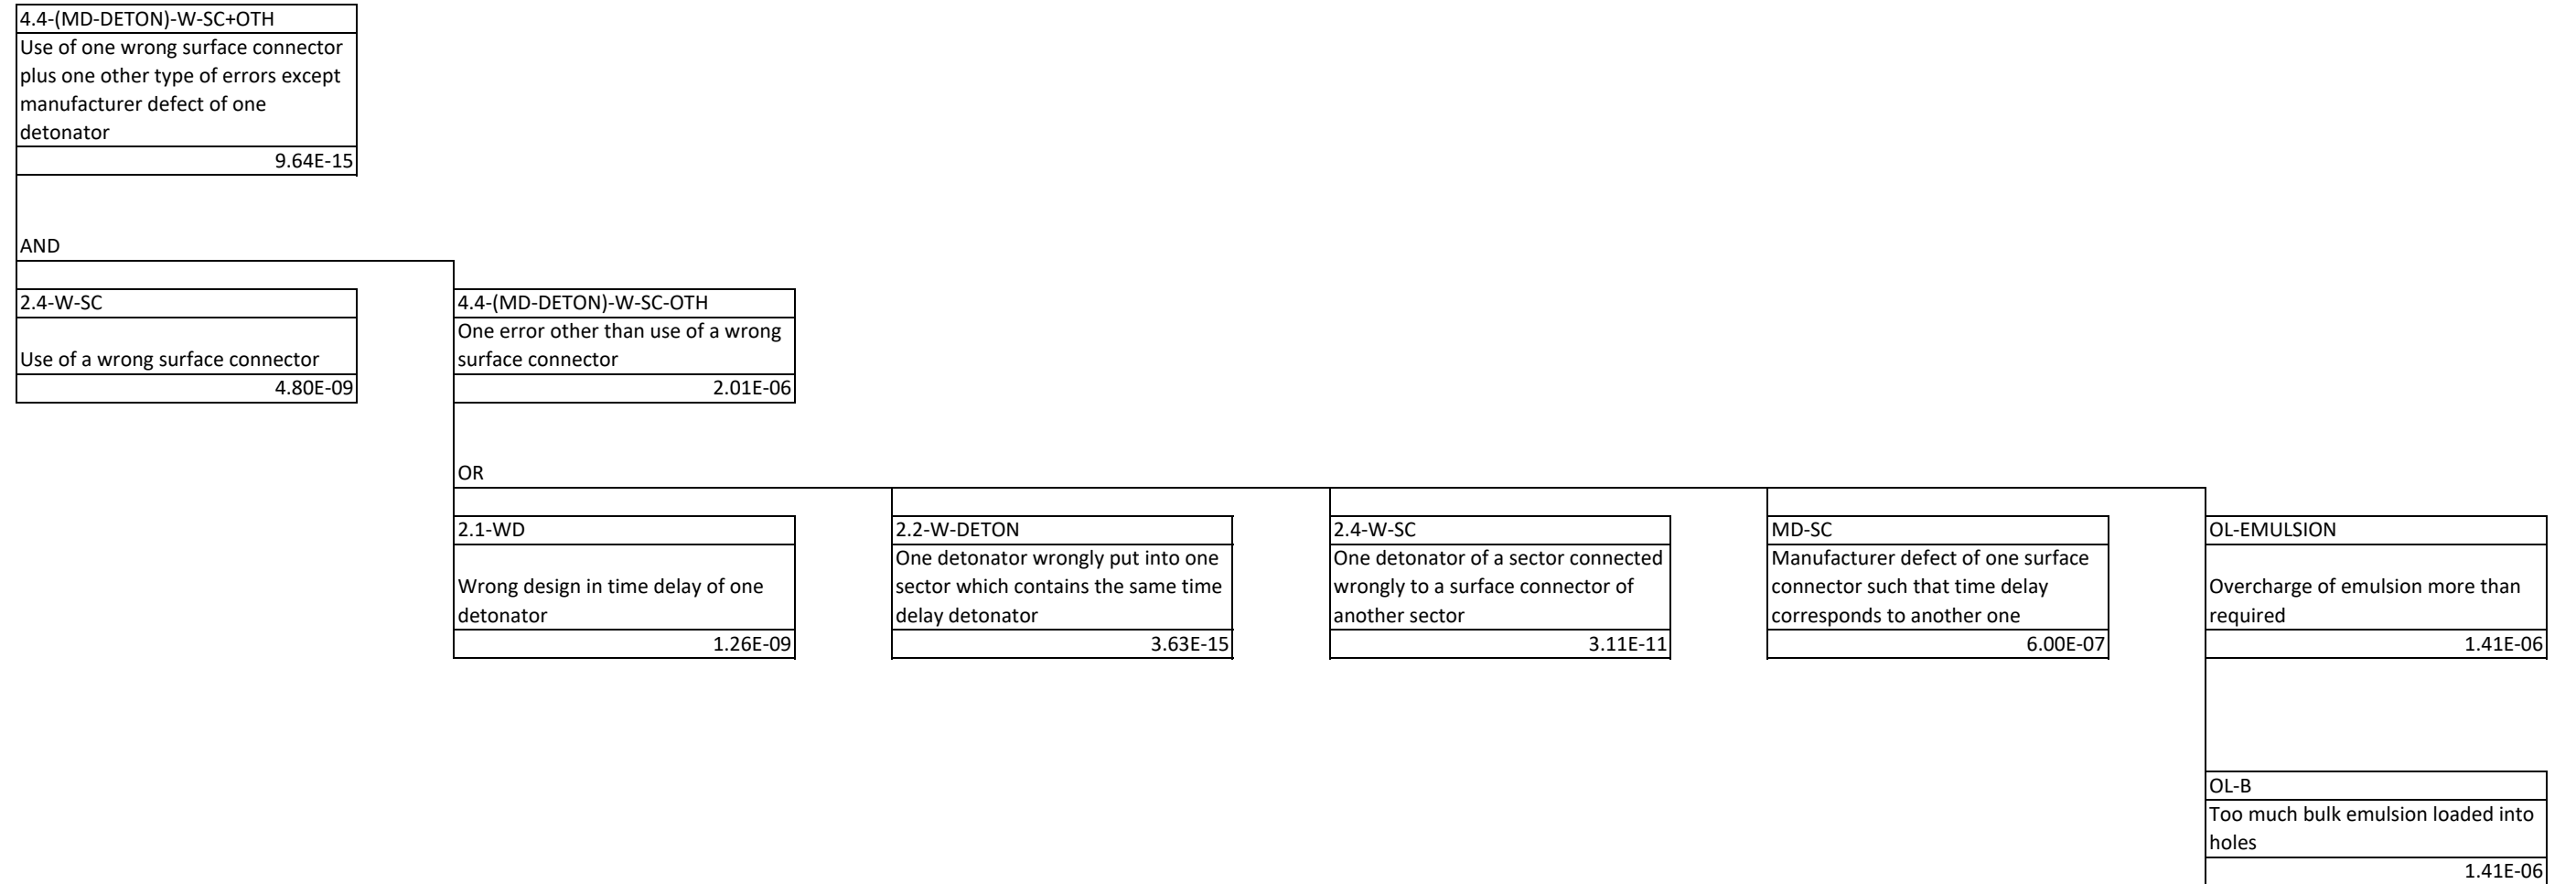 4.4-(MD-DETON)-W-SC+OTH
Use of one wrong surface connector
plus one other type of errors except
manufacturer defect of one
detonator
9.64E-15
AND
2.4-W-SC
Use of a wrong surface connector
4.80E-09
4.4-(MD-DETON)-W-SC-OTH
One error other than use of a wrong
surface connector
2.01E-06
OR
2.1-WD
Wrong design in time delay of one
detonator
1.26E-09
2.2-W-DETON
One detonator wrongly put into one
sector which contains the same time
delay detonator
3.63E-15
2.4-W-SC
One detonator of a sector connected
wrongly to a surface connector of
another sector
3.11E-11
MD-SC
Manufacturer defect of one surface
connector such that time delay
corresponds to another one
6.00E-07
OL-EMULSION
Overcharge of emulsion more than
required
1.41E-06
OL-B
Too much bulk emulsion loaded into
holes
1.41E-06